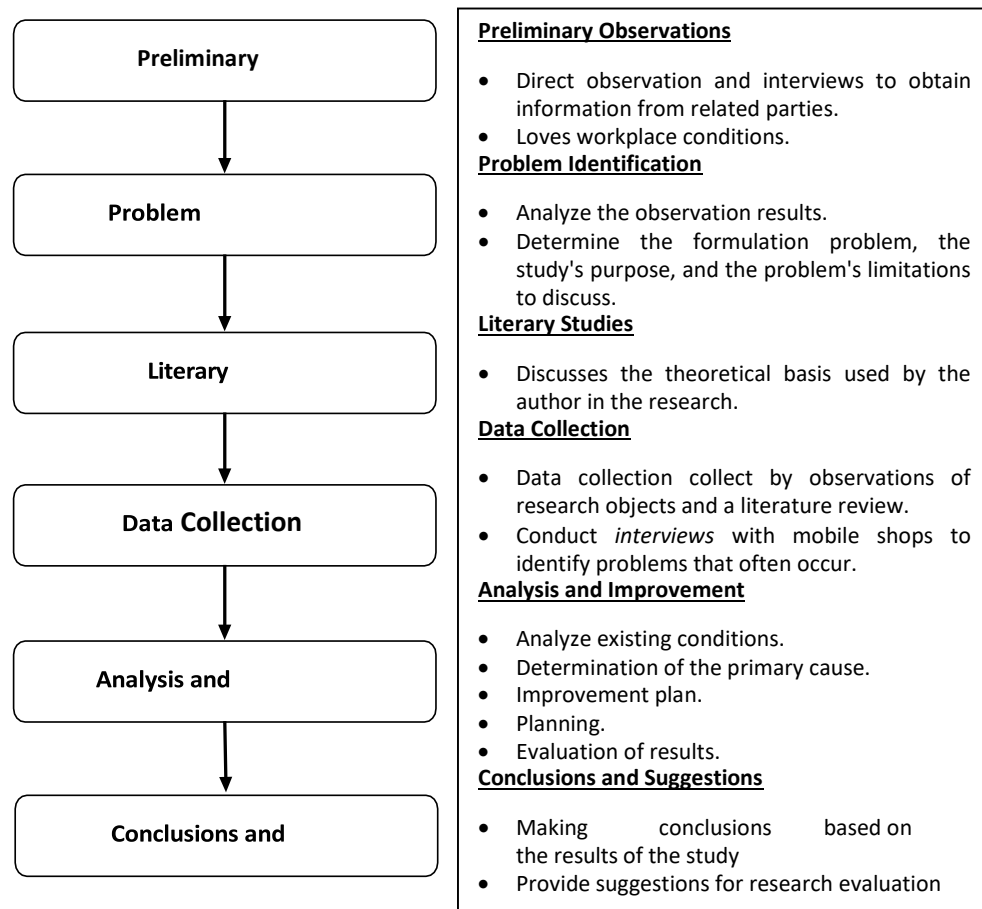 Preliminary
Problem
Literary
Data Collection
Analysis and
Conclusions and
Preliminary Observations
• Direct observation and interviews to obtain
information from related parties.
• Loves workplace conditions.
Problem Identification
• Analyze the observation results.
• Determine the formulation problem, the
study's purpose, and the problem's limitations
to discuss.
Literary Studies
• Discusses the theoretical basis used by the
author in the research.
Data Collection
• Data collection collect by observations of
research objects and a literature review.
• Conduct interviews with mobile shops to
identify problems that often occur.
Analysis and Improvement
• Analyze existing conditions.
• Determination of the primary cause.
• Improvement plan.
• Planning.
• Evaluation of results.
Conclusions and Suggestions
• Making conclusions based on
the results of the study
• Provide suggestions for research evaluation